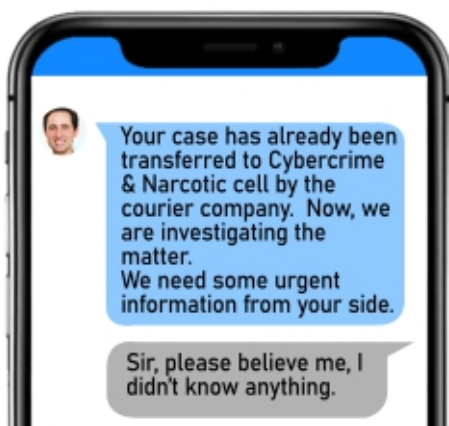 Your case has already been
transferred to Cybercrime
& Narcotic cell by the
courier company.  Now, we
are investigating the
matter.
We need some urgent
information from your side.
Sir, please believe me, I
didn't know anything.